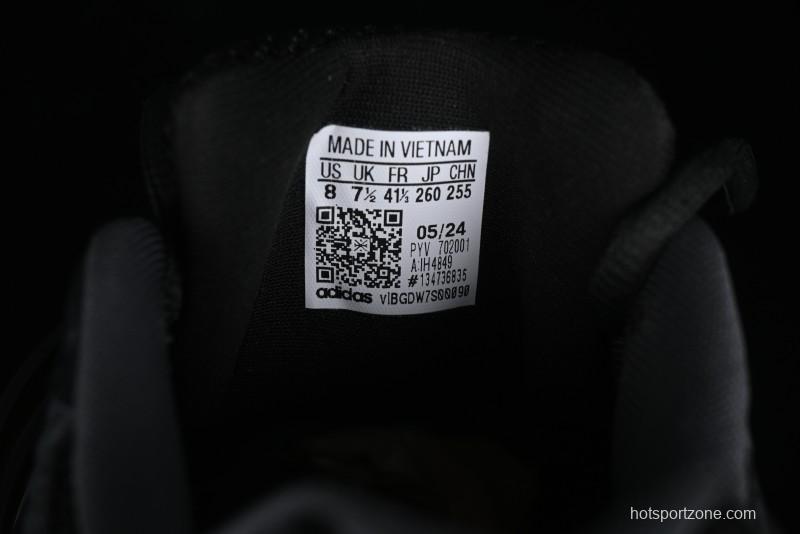 MADE IN VIETNAM
US UK FR JP CHN
8 7½ 41⅓ 260 255
05/24
PYV 702001
A:IH4849
#134736835
adidas v|BGDW7S00090
hotsportzone.com